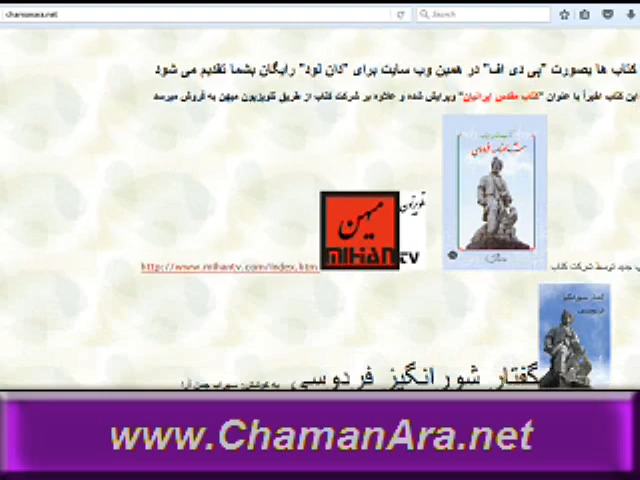 chamanara.net
Search
کتاب ها بصورت "پی دی اف" در همین وب سایت برای "دان لود" رایگان بشما تقدیم می شود
این کتاب اخیراً با عنوان "کتاب مقدس ایرانیان" ویرایش شده و علاوه بر شرکت کتاب از طریق تلویزیون میهن به فروش میرسد
تلویزیون
میهن
MIHAN TV
http://www.mihantv.com/index.htm
جدید توسط شرکت کتاب
گفتار شورانگیز فردوسی
www.ChamanAra.net